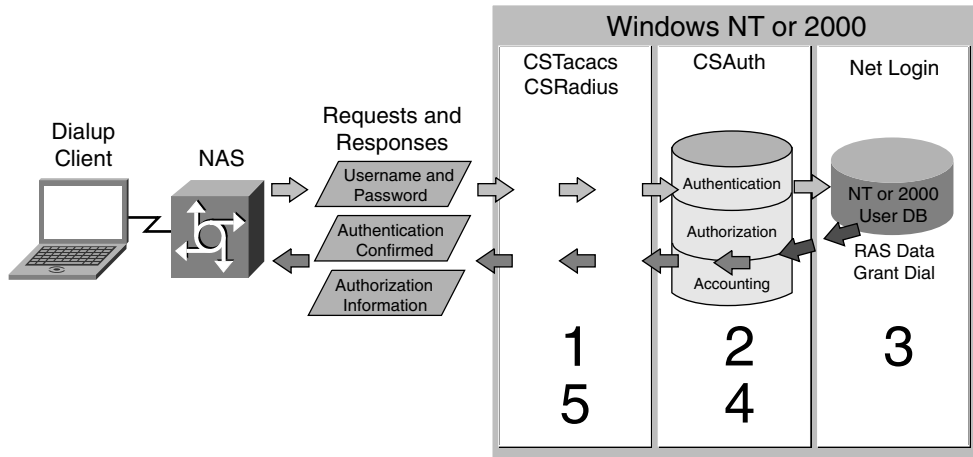 Windows NT or 2000
CSTacacs
CSRadius
CSAuth
Net Login
Dialup
Client
NAS
Requests and
Responses
Username and
Password
Authentication
Confirmed
Authorization
Information
Authentication
Authorization
Accounting
NT or 2000
User DB
RAS Data
Grant Dial
1
5
2
4
3